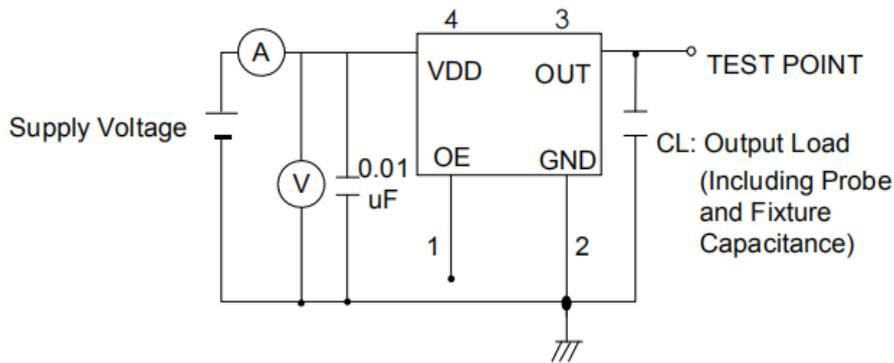 4
3
A
VDD
OUT
TEST POINT
Supply Voltage
OE
GND
CL: Output Load
(Including Probe
and Fixture
Capacitance)
V
0.01
uF
1
2